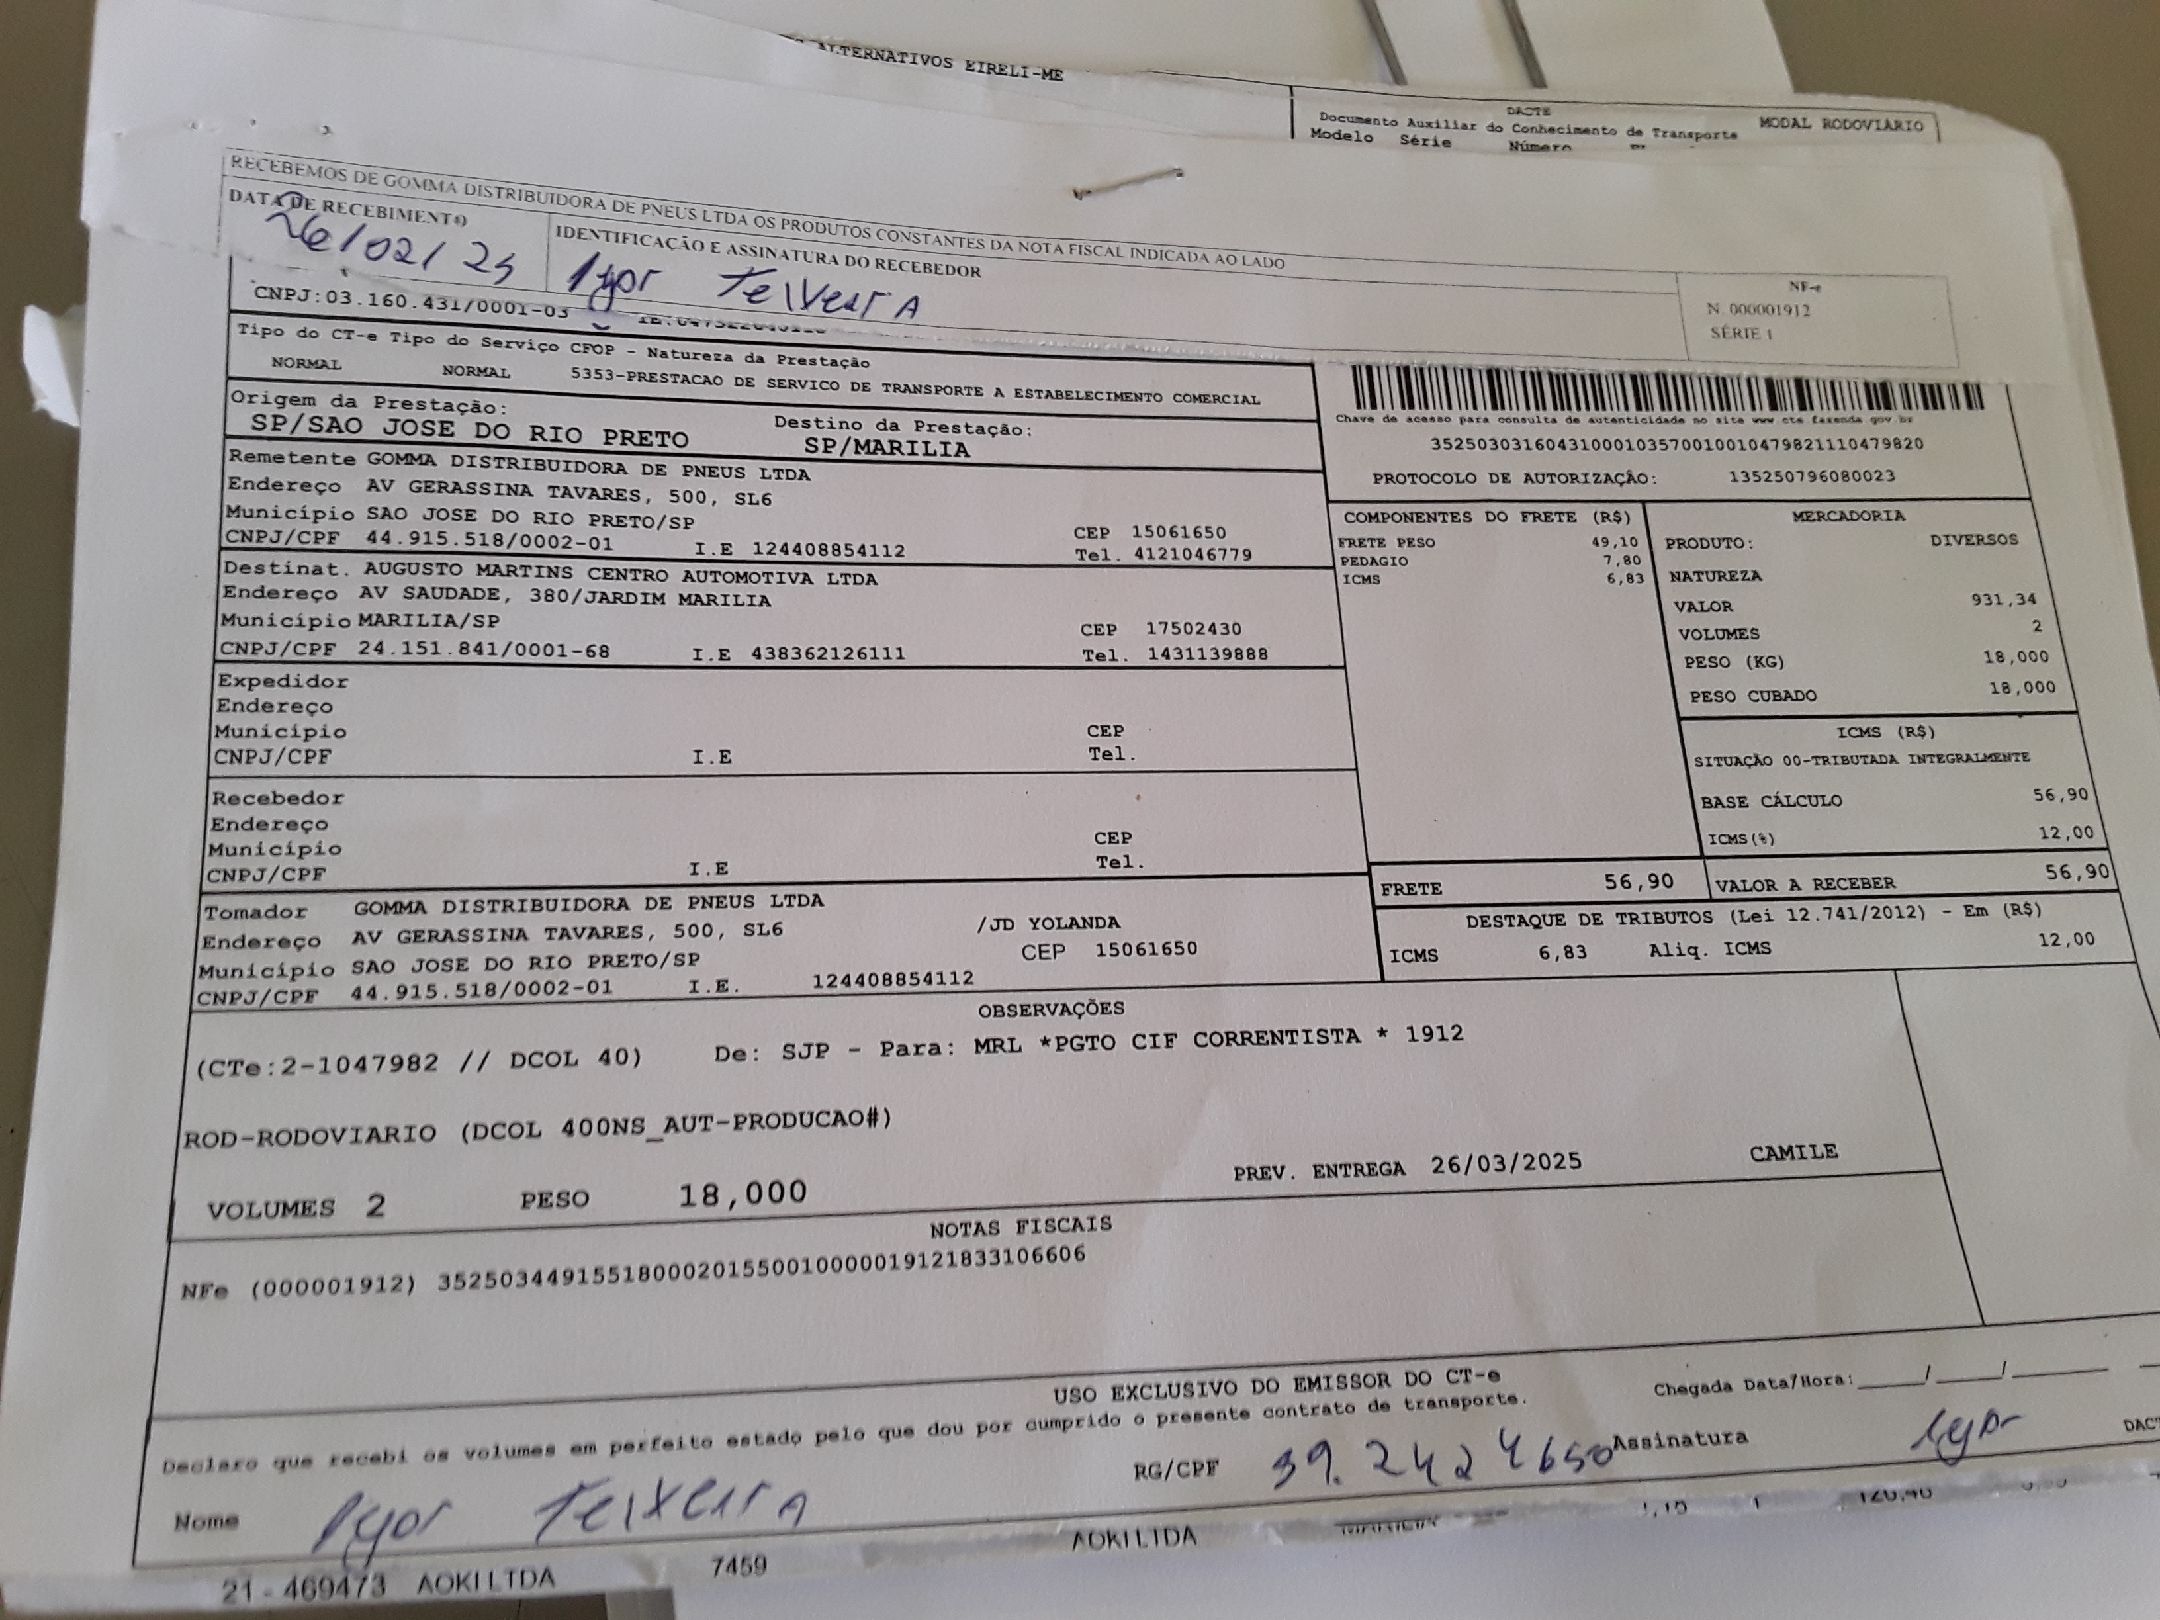 ALTERNATIVOS EIRELI-ME
DACTE
Documento Auxiliar do Conhecimento de Transporte
MODAL RODOVIÁRIO
Modelo Série Número
RECEBEMOS DE GOMMA DISTRIBUIDORA DE PNEUS LTDA OS PRODUTOS CONSTANTES DA NOTA FISCAL INDICADA AO LADO
DATA DE RECEBIMENTO
IDENTIFICAÇÃO E ASSINATURA DO RECEBEDOR
26/02/25
Igor Teixeira
NF-e
N. 000001912
SÉRIE 1
CNPJ:03.160.431/0001-03
Tipo do CT-e Tipo do Serviço CFOP - Natureza da Prestação
NORMAL NORMAL 5353-PRESTACAO DE SERVICO DE TRANSPORTE A ESTABELECIMENTO COMERCIAL
Origem da Prestação:
SP/SAO JOSE DO RIO PRETO
Destino da Prestação:
SP/MARILIA
Chave de acesso para consulta de autenticidade no site www.cte.fazenda.gov.br
35250303160431000103570010010479821110479820
PROTOCOLO DE AUTORIZAÇÃO: 135250796080023
Remetente GOMMA DISTRIBUIDORA DE PNEUS LTDA
Endereço AV GERASSINA TAVARES, 500, SL6
Município SAO JOSE DO RIO PRETO/SP CEP 15061650
CNPJ/CPF 44.915.518/0002-01 I.E 124408854112 Tel. 4121046779
Destinat. AUGUSTO MARTINS CENTRO AUTOMOTIVA LTDA
Endereço AV SAUDADE, 380/JARDIM MARILIA
Município MARILIA/SP CEP 17502430
CNPJ/CPF 24.151.841/0001-68 I.E 438362126111 Tel. 1431139888
Expedidor
Endereço
Município CEP
CNPJ/CPF I.E Tel.
Recebedor
Endereço
Município CEP
CNPJ/CPF I.E Tel.
Tomador GOMMA DISTRIBUIDORA DE PNEUS LTDA
Endereço AV GERASSINA TAVARES, 500, SL6 /JD YOLANDA
Município SAO JOSE DO RIO PRETO/SP CEP 15061650
CNPJ/CPF 44.915.518/0002-01 I.E. 124408854112
COMPONENTES DO FRETE (R$)
FRETE PESO 49,10
PEDAGIO 7,80
ICMS 6,83
MERCADORIA
PRODUTO: DIVERSOS
NATUREZA
VALOR 931,34
VOLUMES 2
PESO (KG) 18,000
PESO CUBADO 18,000
ICMS (R$)
SITUAÇÃO 00-TRIBUTADA INTEGRALMENTE
BASE CÁLCULO 56,90
ICMS(%) 12,00
FRETE 56,90 VALOR A RECEBER 56,90
DESTAQUE DE TRIBUTOS (Lei 12.741/2012) - Em (R$)
ICMS 6,83 Aliq. ICMS 12,00
OBSERVAÇÕES
(CTe:2-1047982 // DCOL 40) De: SJP - Para: MRL *PGTO CIF CORRENTISTA * 1912
ROD-RODOVIARIO (DCOL 400NS_AUT-PRODUCAO#)
VOLUMES 2 PESO 18,000 PREV. ENTREGA 26/03/2025 CAMILE
NOTAS FISCAIS
NFe (000001912) 35250344915518000201550010000019121833106606
USO EXCLUSIVO DO EMISSOR DO CT-e
Declaro que recebi os volumes em perfeito estado pelo que dou por cumprido o presente contrato de transporte.
Chegada Data/Hora: ____/____/______
Nome Igor Teixeira RG/CPF 39.242 4650 Assinatura Igor
DACT
21-469473 AOKI LTDA 7459 AOKI LTDA